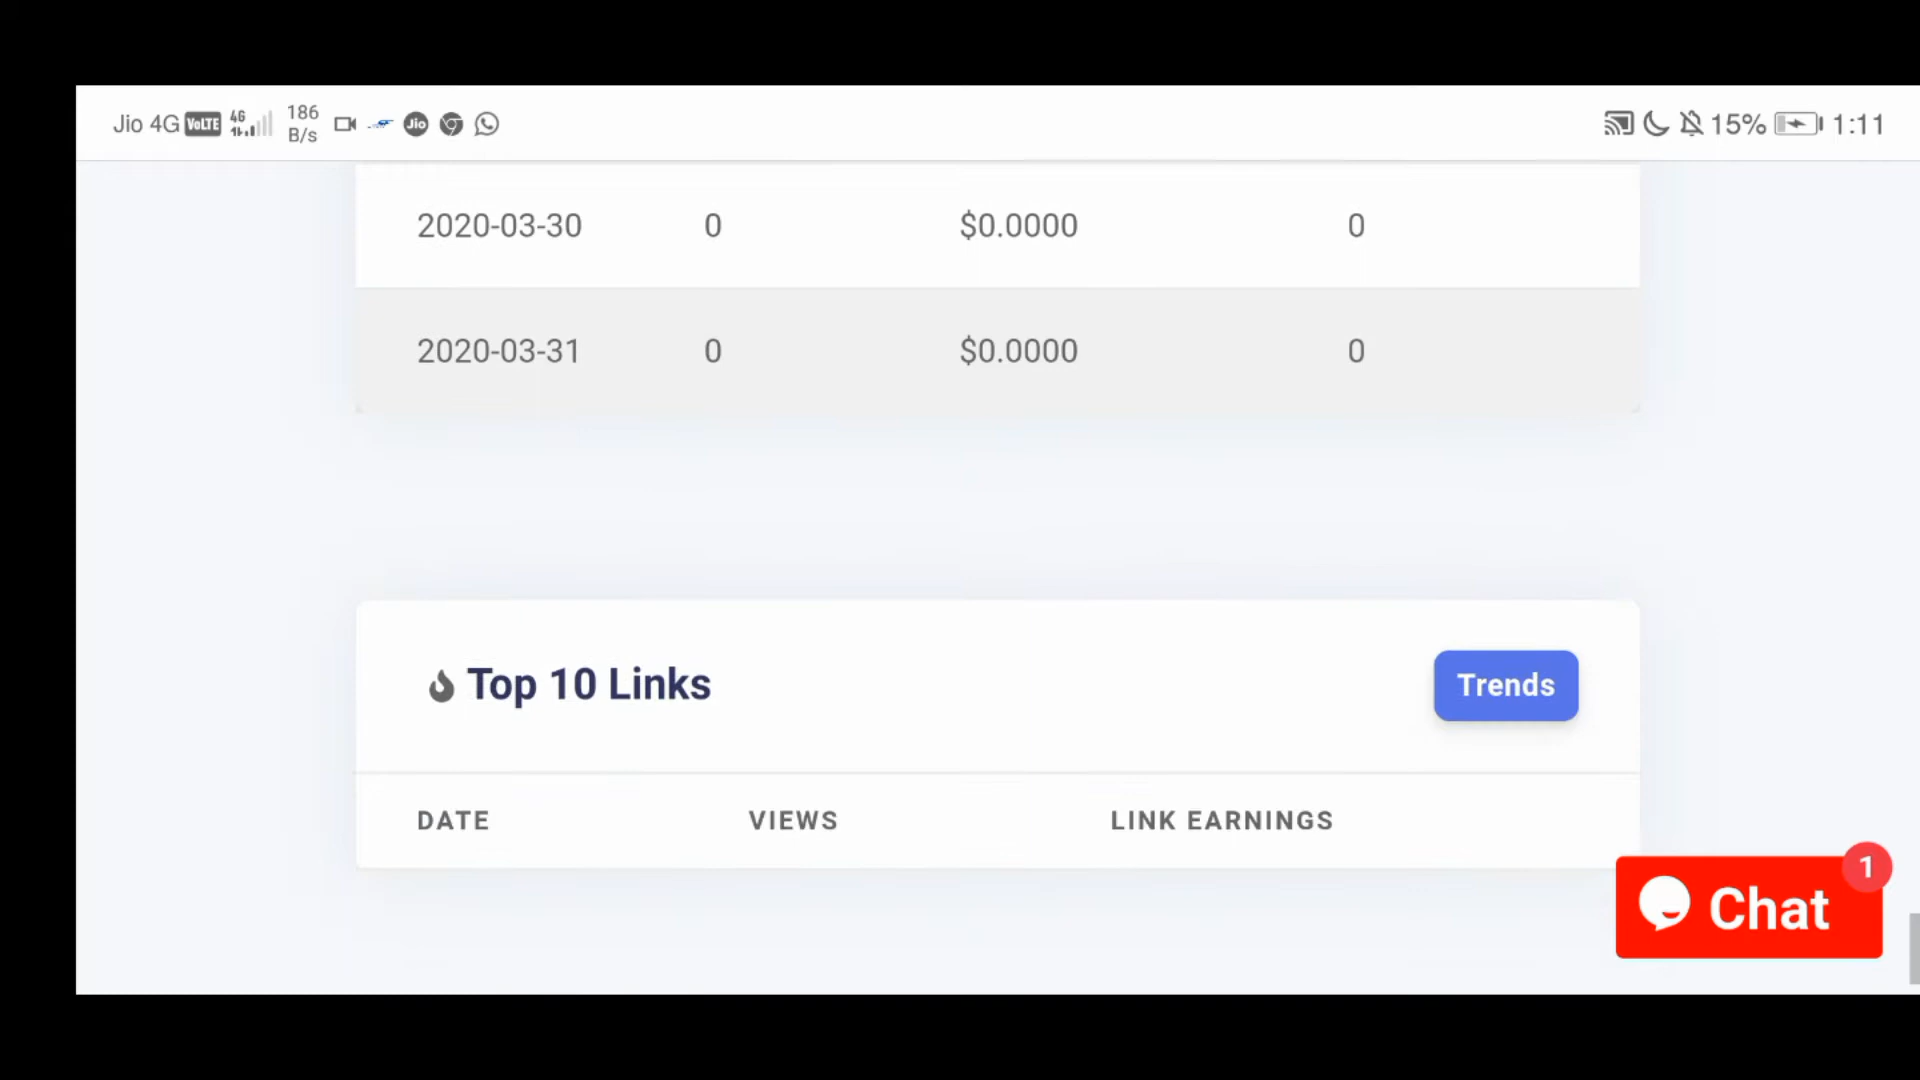 Jio 4G VoLTE 4G 186 B/s Jio 15% 1:11
2020-03-30 0 $0.0000 0
2020-03-31 0 $0.0000 0
Top 10 Links Trends
DATE VIEWS LINK EARNINGS
1
Chat